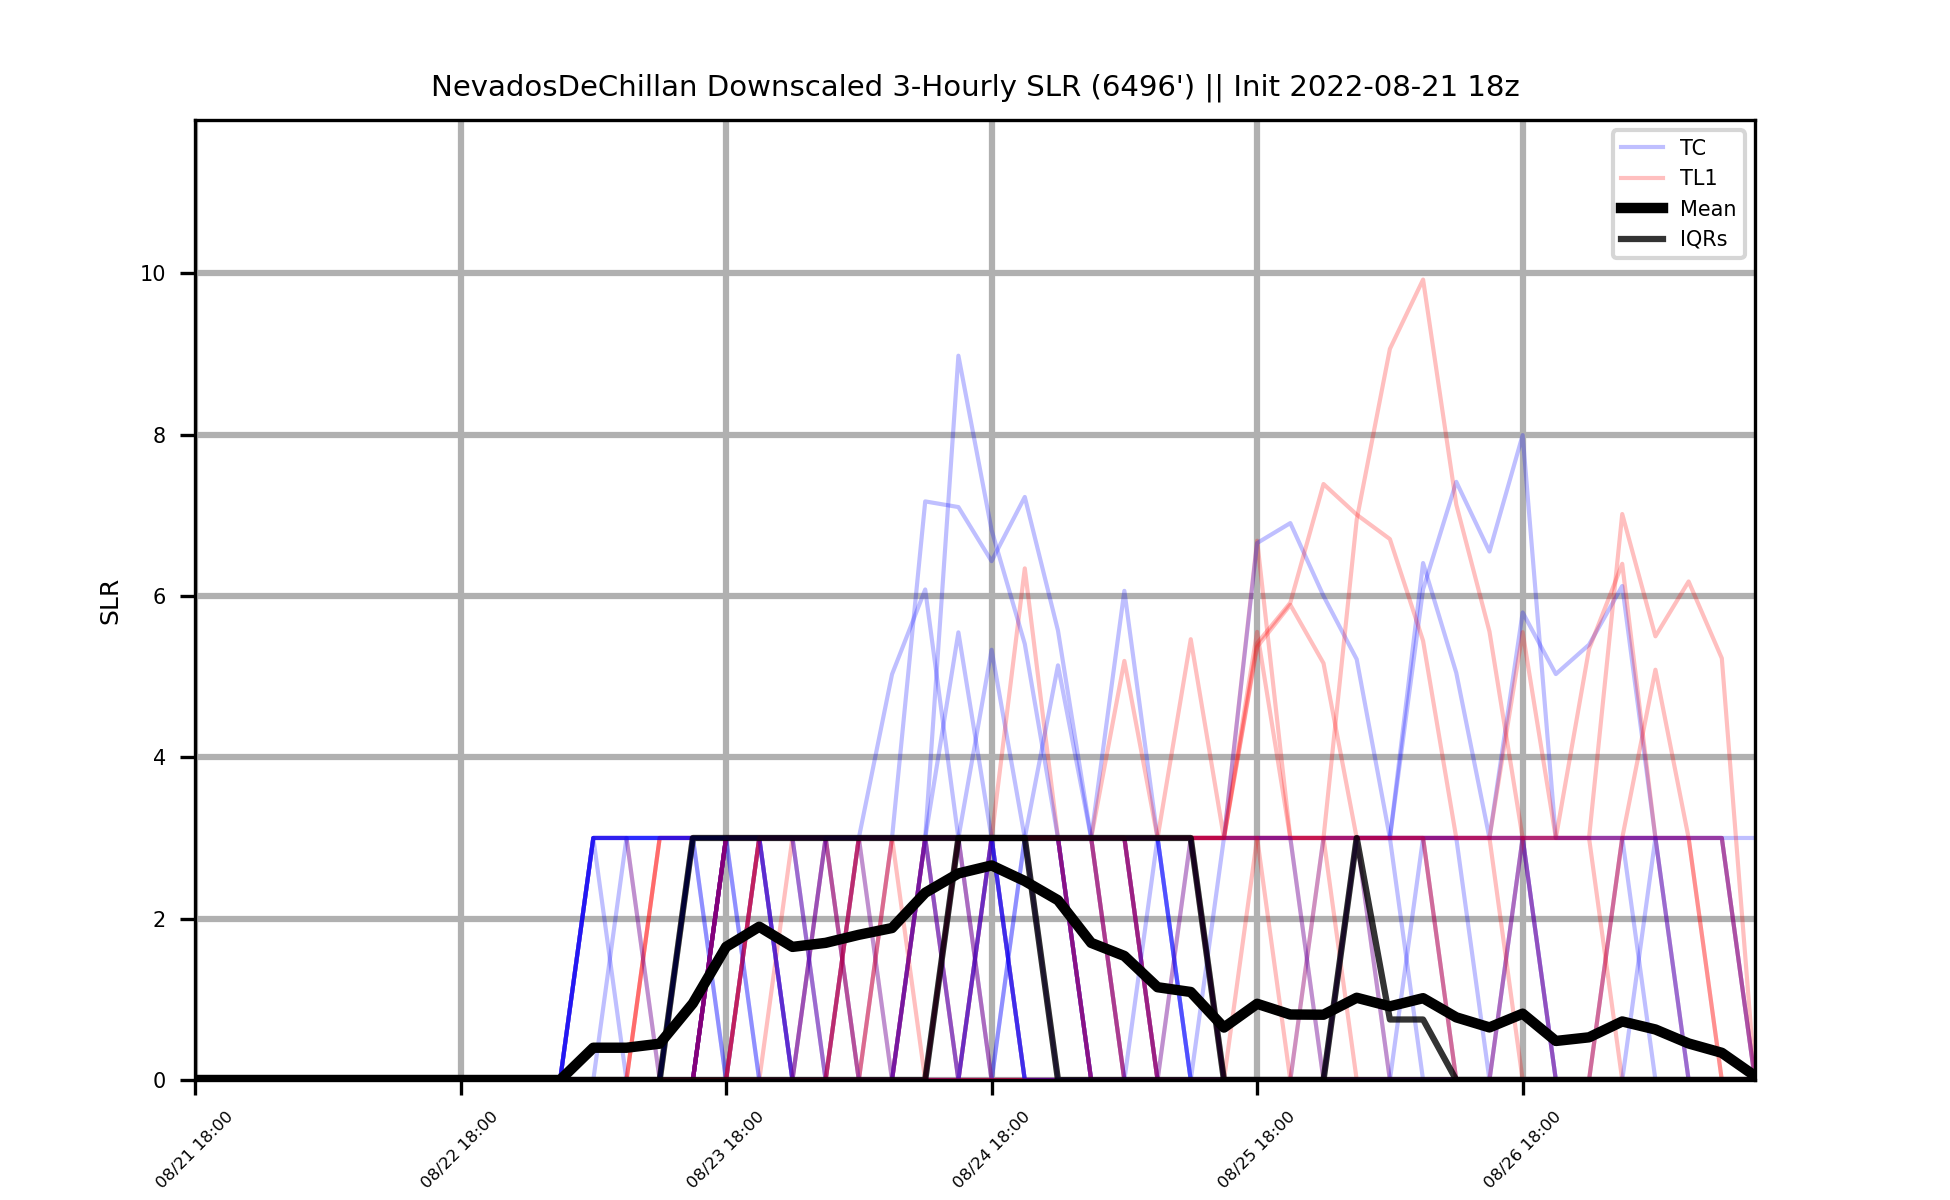 NevadosDeChillan Downscaled 3-Hourly SLR (6496') || Init 2022-08-21 18z
TC
TL1
Mean
IQRs
SLR
10
8
6
4
2
0
08/21 18:00
08/22 18:00
08/23 18:00
08/24 18:00
08/25 18:00
08/26 18:00